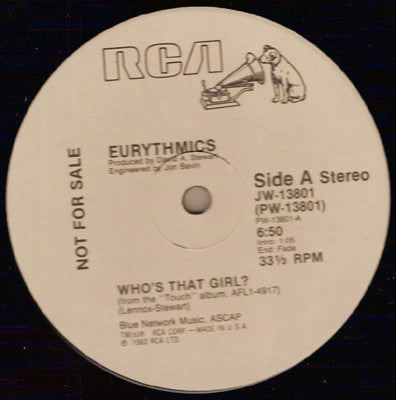 RCA
NOT FOR SALE
EURYTHMICS
Produced by David A. Stewart
Engineered by Jon Bavin
Side A Stereo
JW-13801
(PW-13801)
PW-13801-A
6:50
Intro: 1:05
End: Fade
33⅓ RPM
WHO'S THAT GIRL?
(from the "Touch" album, AFL1-4917)
(Lennox-Stewart)
Blue Network Music, ASCAP
TM(s)® RCA CORP.—MADE IN U.S.A.
℗ 1983 RCA LTD.